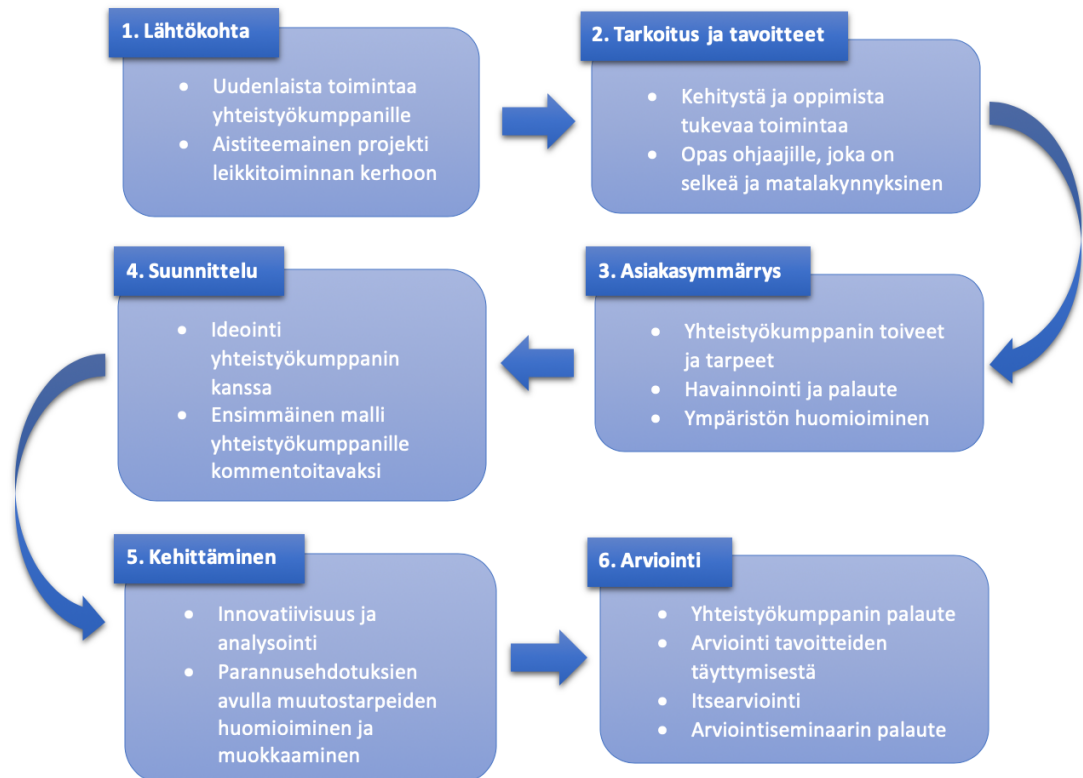 1. Lähtökohta
• Uudenlaista toimintaa
yhteistyökumppanille
• Aistiteemainen projekti
leikkitoiminnan kerhoon
2. Tarkoitus ja tavoitteet
• Kehitystä ja oppimista
tukevaa toimintaa
• Opas ohjaajille, joka on
selkeä ja matalakynnyksinen
3. Asiakasymmärrys
• Yhteistyökumppanin toiveet
ja tarpeet
• Havainnointi ja palaute
• Ympäristön huomioiminen
4. Suunnittelu
• Ideointi
yhteistyökumppanin
kanssa
• Ensimmäinen malli
yhteistyökumppanille
kommentoitavaksi
5. Kehittäminen
• Innovatiivisuus ja
analysointi
• Parannusehdotuksien
avulla muutostarpeiden
huomioiminen ja
muokkaaminen
6. Arviointi
• Yhteistyökumppanin palaute
• Arviointi tavoitteiden
täyttymisestä
• Itsearviointi
• Arviointiseminaarin palaute